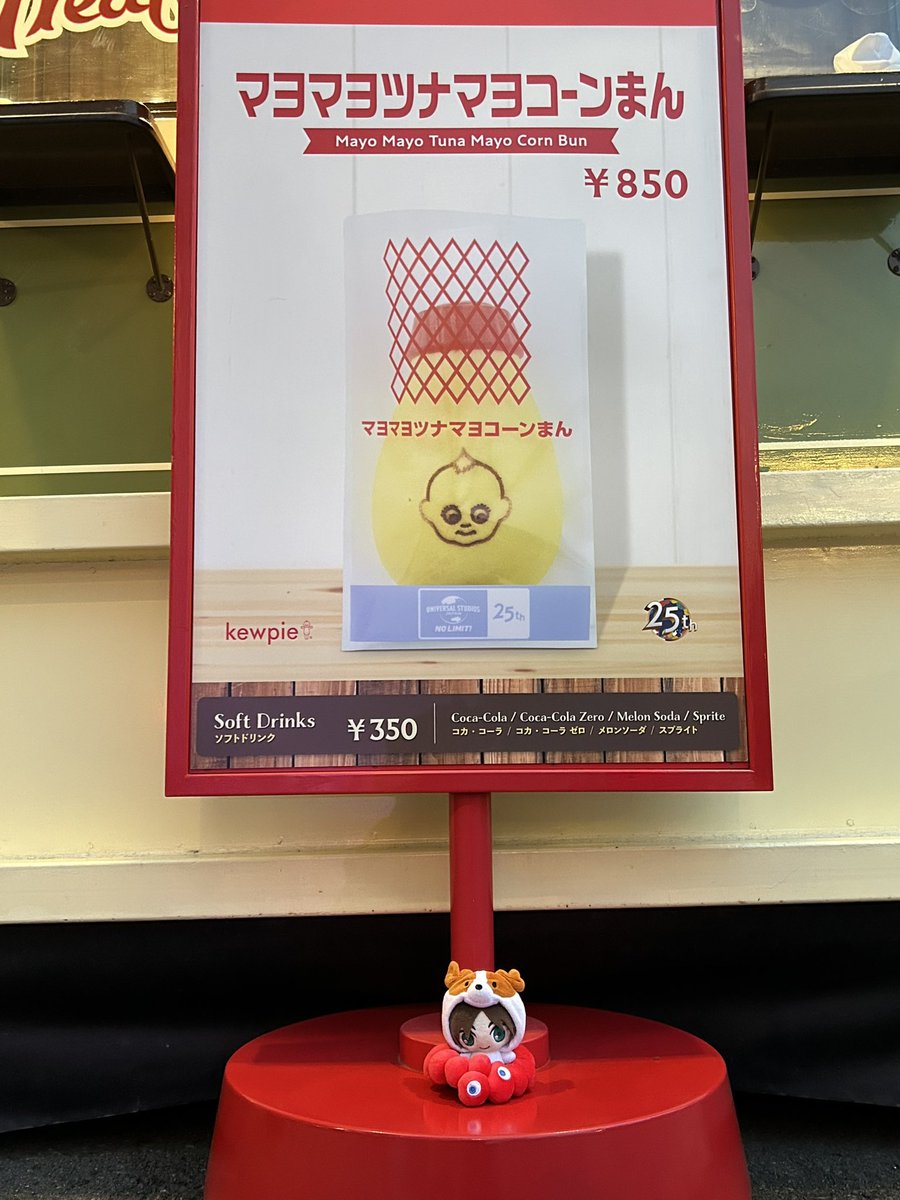 マヨマヨツナマヨコーンまん
Mayo Mayo Tuna Mayo Corn Bun
¥850
マヨマヨツナマヨコーンまん
UNIVERSAL STUDIOS
NO LIMIT!
25th
kewpie
25th
Soft Drinks
ソフトドリンク
¥350
Coca-Cola / Coca-Cola Zero / Melon Soda / Sprite
コカ・コーラ / コカ・コーラ ゼロ / メロンソーダ / スプライト